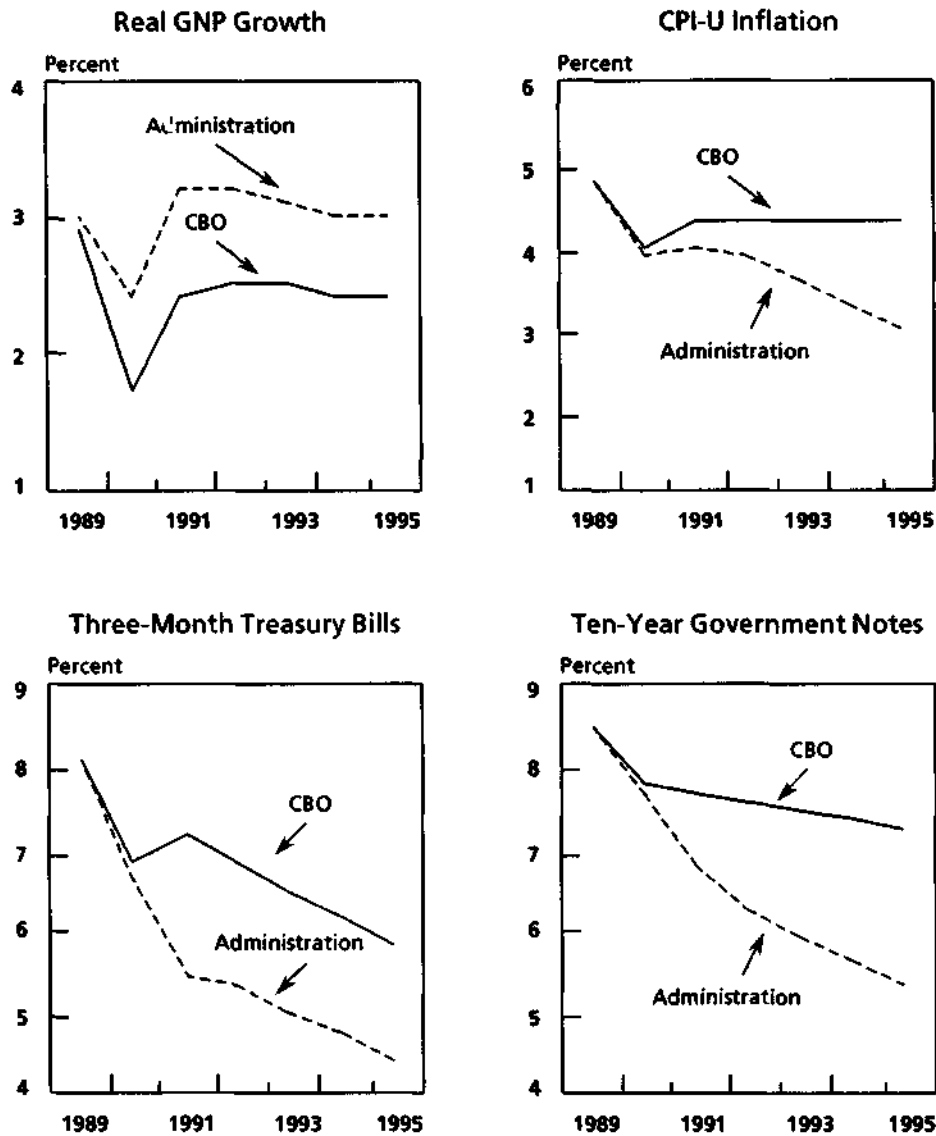 Real GNP Growth
Percent
4
3
2
1
Administration
CBO
1989 1991 1993 1995
CPI-U Inflation
Percent
6
5
4
3
2
1
CBO
Administration
1989 1991 1993 1995
Three-Month Treasury Bills
Percent
9
8
7
6
5
4
CBO
Administration
1989 1991 1993 1995
Ten-Year Government Notes
Percent
9
8
7
6
5
4
CBO
Administration
1989 1991 1993 1995